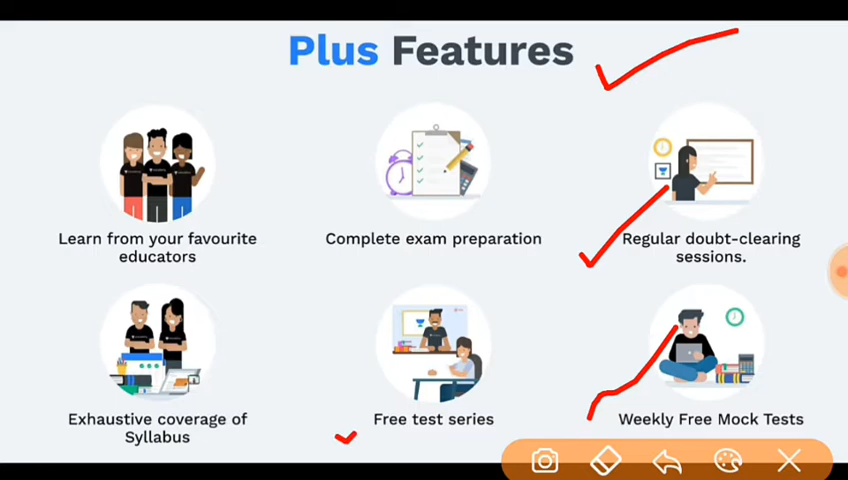 Plus Features
Learn from your favourite
educators
Complete exam preparation
Regular doubt-clearing
sessions.
Exhaustive coverage of
Syllabus
Free test series
Weekly Free Mock Tests